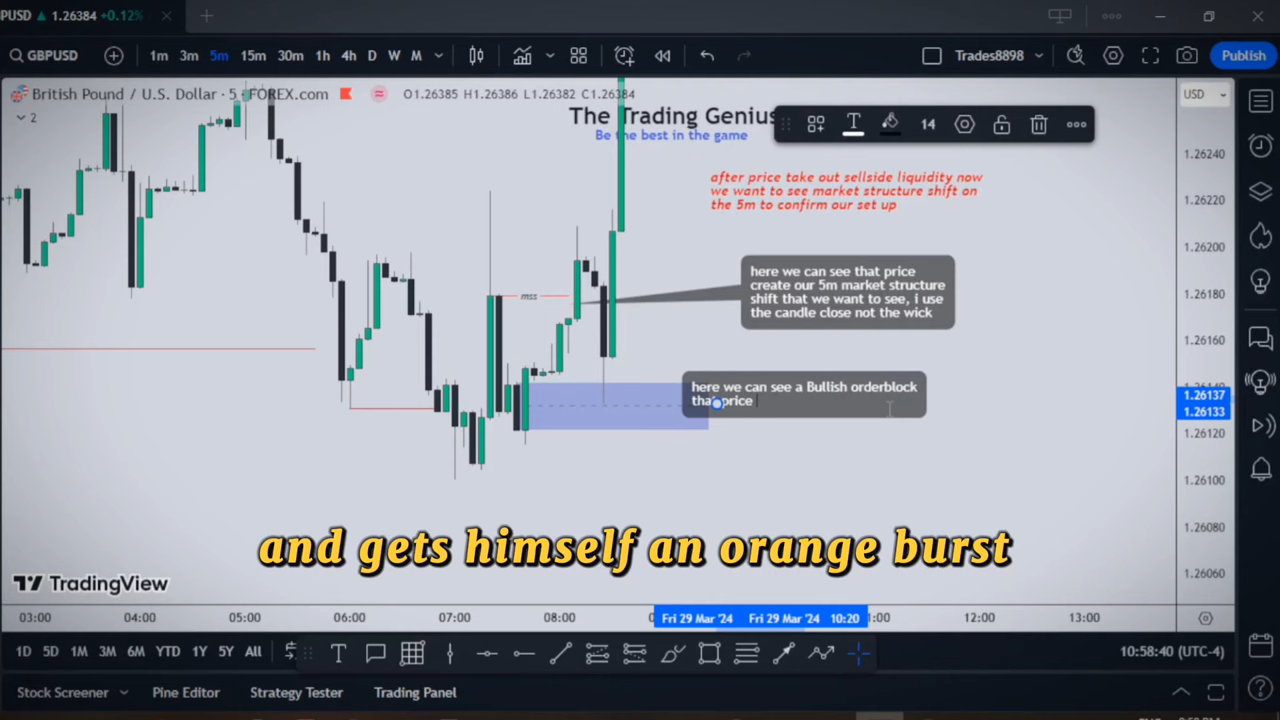 PUSD ▲ 1.26384 +0.12%
GBPUSD 1m 3m 5m 15m 30m 1h 4h D W M Trades8898 Publish
British Pound / U.S. Dollar · 5 · FOREX.com O1.26385 H1.26386 L1.26382 C1.26384
USD
2
The Trading Genius
Be the best in the game
14
after price take out sellside liquidity now
we want to see market structure shift on
the 5m to confirm our set up
here we can see that price
create our 5m market structure
shift that we want to see, i use
the candle close not the wick
mss
here we can see a Bullish orderblock
that price
1.26240
1.26220
1.26200
1.26180
1.26160
1.26137
1.26133
1.26120
1.26100
1.26080
1.26060
and gets himself an orange burst
TradingView
03:00 04:00 05:00 06:00 07:00 08:00 Fri 29 Mar '24 Fri 29 Mar '24 10:20 12:00 13:00
1D 5D 1M 3M 6M YTD 1Y 5Y All 10:58:40 (UTC-4)
Stock Screener Pine Editor Strategy Tester Trading Panel